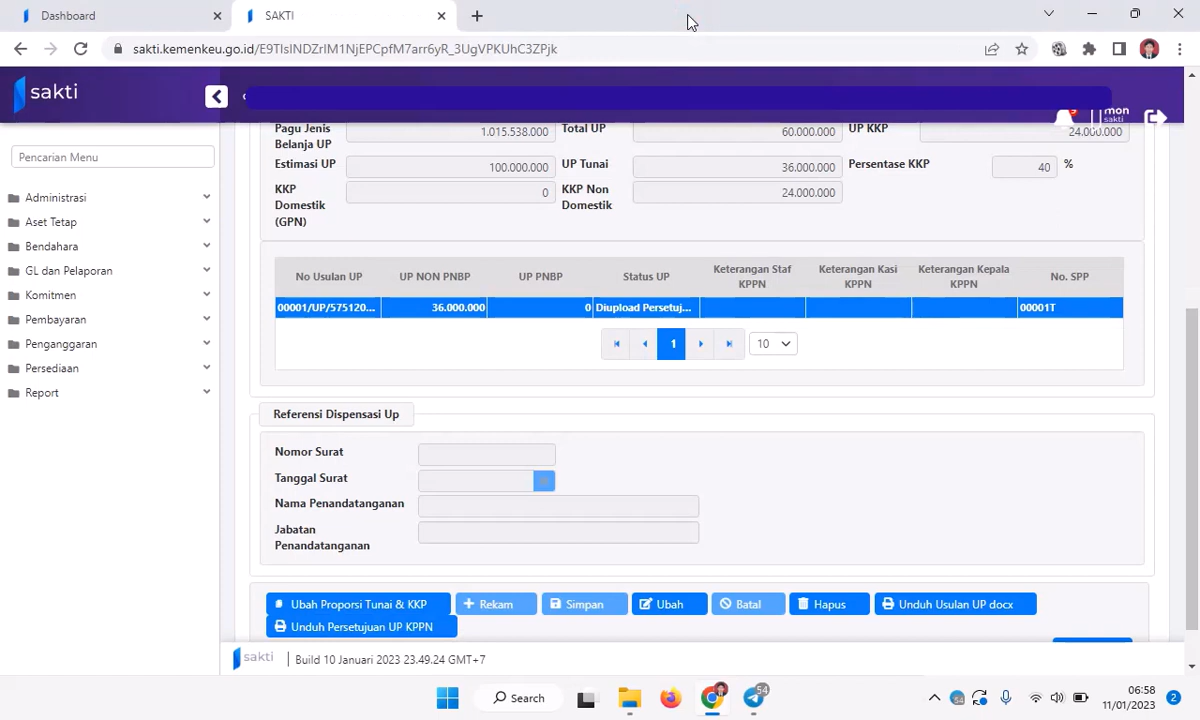 Dashboard
SAKTI
sakti.kemenkeu.go.id/E9TIsINDZrIM1NjEPCpfM7arr6yR_3UgVPKUhC3ZPjk
sakti
mon
sakti
Pencarian Menu
Administrasi
Aset Tetap
Bendahara
GL dan Pelaporan
Komitmen
Pembayaran
Penganggaran
Persediaan
Report
Pagu Jenis Belanja UP 1.015.538.000 Total UP 60.000.000 UP KKP 24.000.000
Estimasi UP 100.000.000 UP Tunai 36.000.000 Persentase KKP 40 %
KKP Domestik (GPN) 0 KKP Non Domestik 24.000.000
No Usulan UP UP NON PNBP UP PNBP Status UP Keterangan Staf KPPN Keterangan Kasi KPPN Keterangan Kepala KPPN No. SPP
00001/UP/575120... 36.000.000 0 Diupload Persetuj... 00001T
1 10
Referensi Dispensasi Up
Nomor Surat
Tanggal Surat
Nama Penandatanganan
Jabatan
Penandatanganan
Ubah Proporsi Tunai & KKP Rekam Simpan Ubah Batal Hapus Unduh Usulan UP docx
Unduh Persetujuan UP KPPN
sakti Build 10 Januari 2023 23.49.24 GMT+7
Search
54
54
06:58
11/01/2023
2